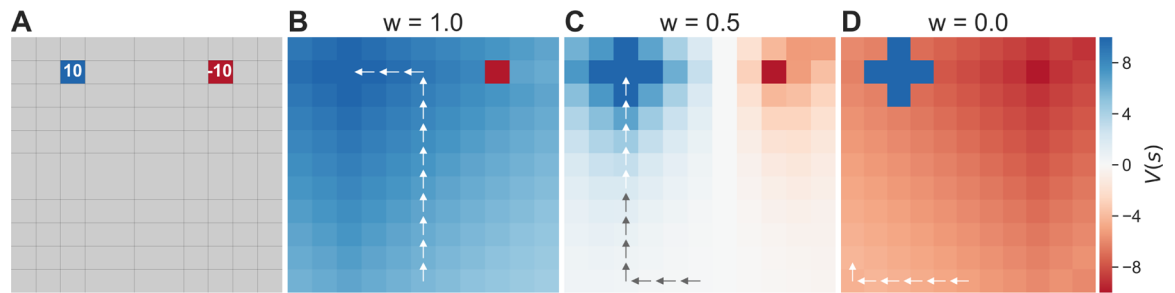 A
B w = 1.0
C w = 0.5
D w = 0.0
10
-10
8
4
0
−4
−8
V(s)